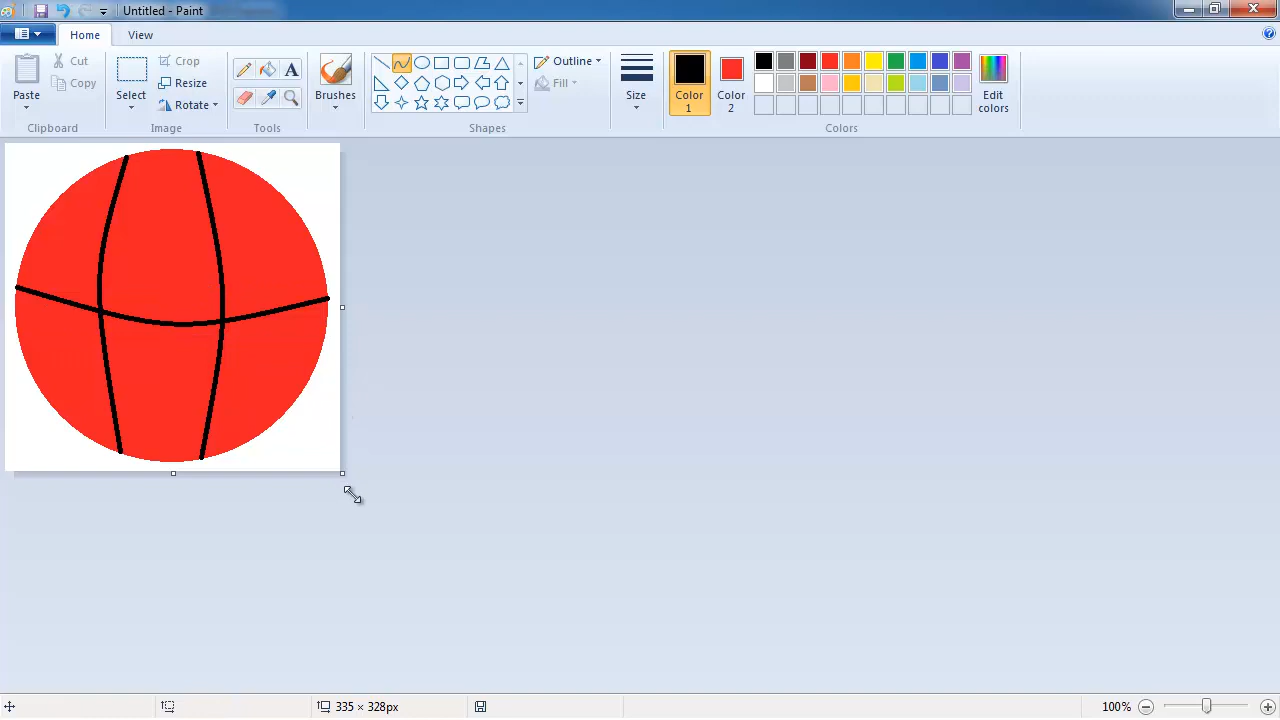 Untitled - Paint
Home View
Paste
Cut
Copy
Clipboard
Select
Crop
Resize
Rotate
Image
A
Tools
Brushes
Outline
Fill
Shapes
Size
Color 1
Color 2
Edit colors
Colors
335 × 328px
100%